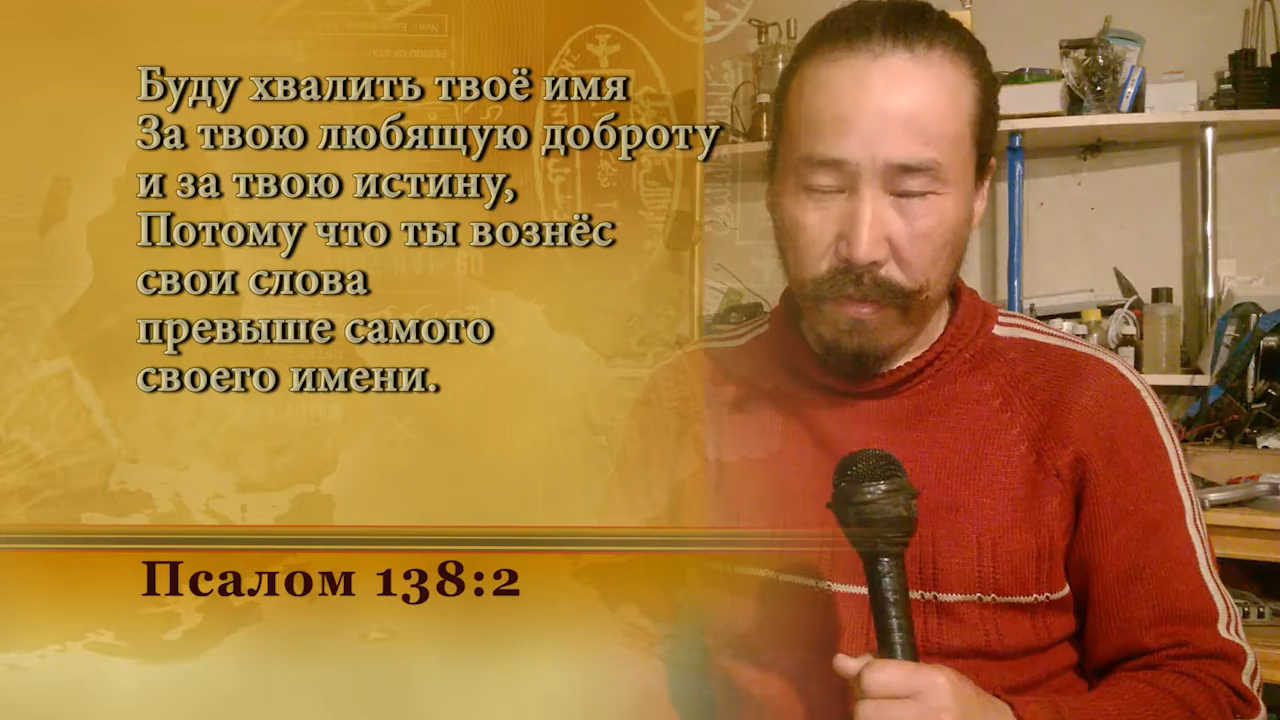 Буду хвалить твоё имя
За твою любящую доброту
и за твою истину,
Потому что ты вознёс
свои слова
превыше самого
своего имени.
Псалом 138:2